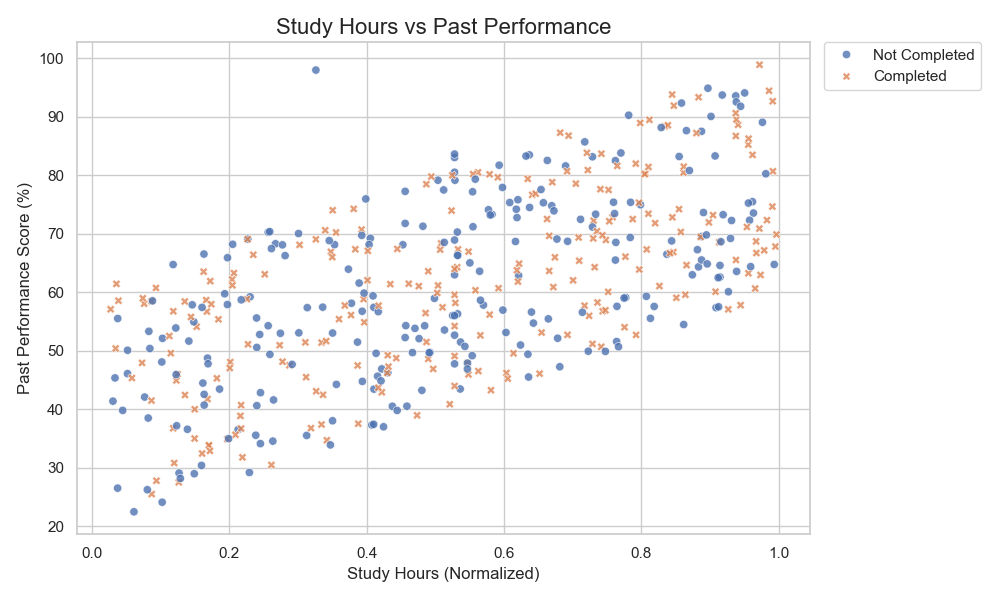 Study Hours vs Past Performance
Not Completed
Completed
Past Performance Score (%)
100
90
80
70
60
50
40
30
20
0.0 0.2 0.4 0.6 0.8 1.0
Study Hours (Normalized)